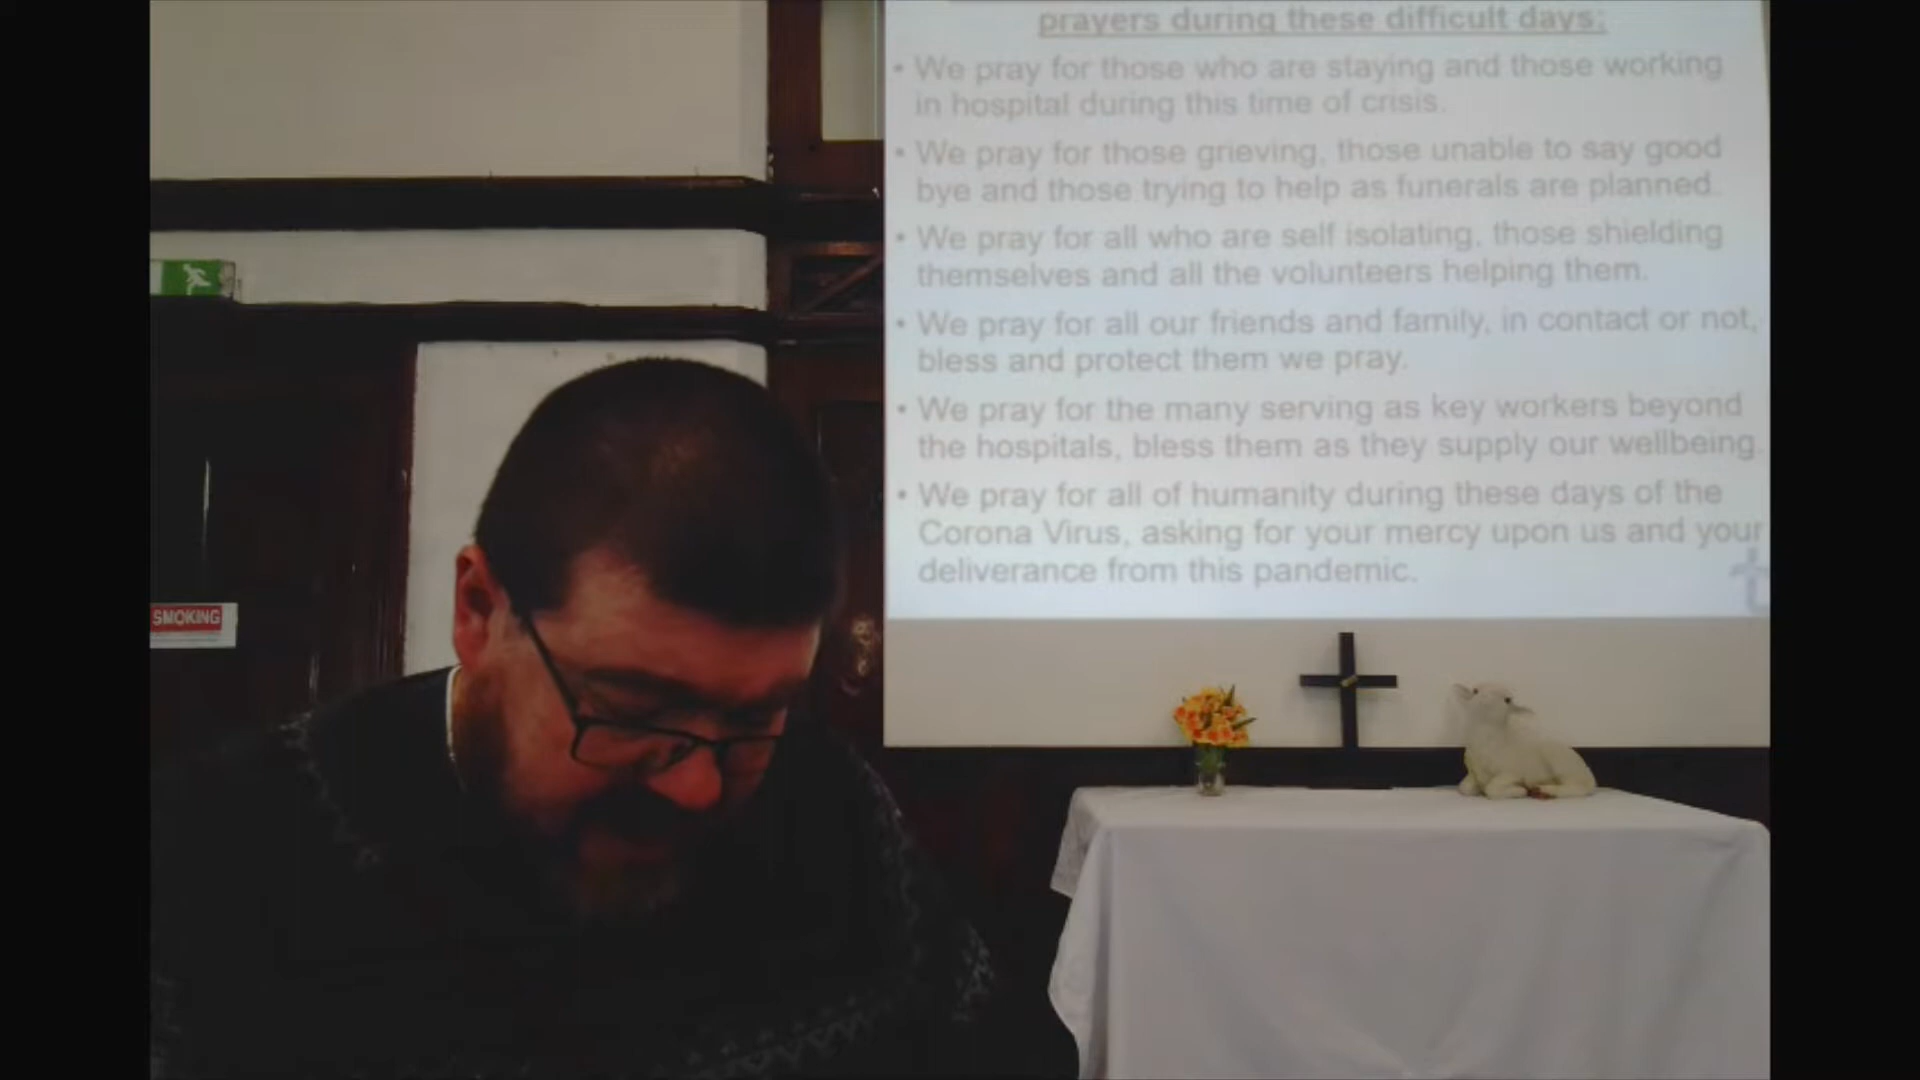 prayers during these difficult days:
• We pray for those who are staying and those working
in hospital during this time of crisis.
• We pray for those grieving, those unable to say good
bye and those trying to help as funerals are planned.
• We pray for all who are self isolating, those shielding
themselves and all the volunteers helping them.
• We pray for all our friends and family, in contact or not,
bless and protect them we pray.
• We pray for the many serving as key workers beyond
the hospitals, bless them as they supply our wellbeing.
• We pray for all of humanity during these days of the
Corona Virus, asking for your mercy upon us and your
deliverance from this pandemic.
SMOKING